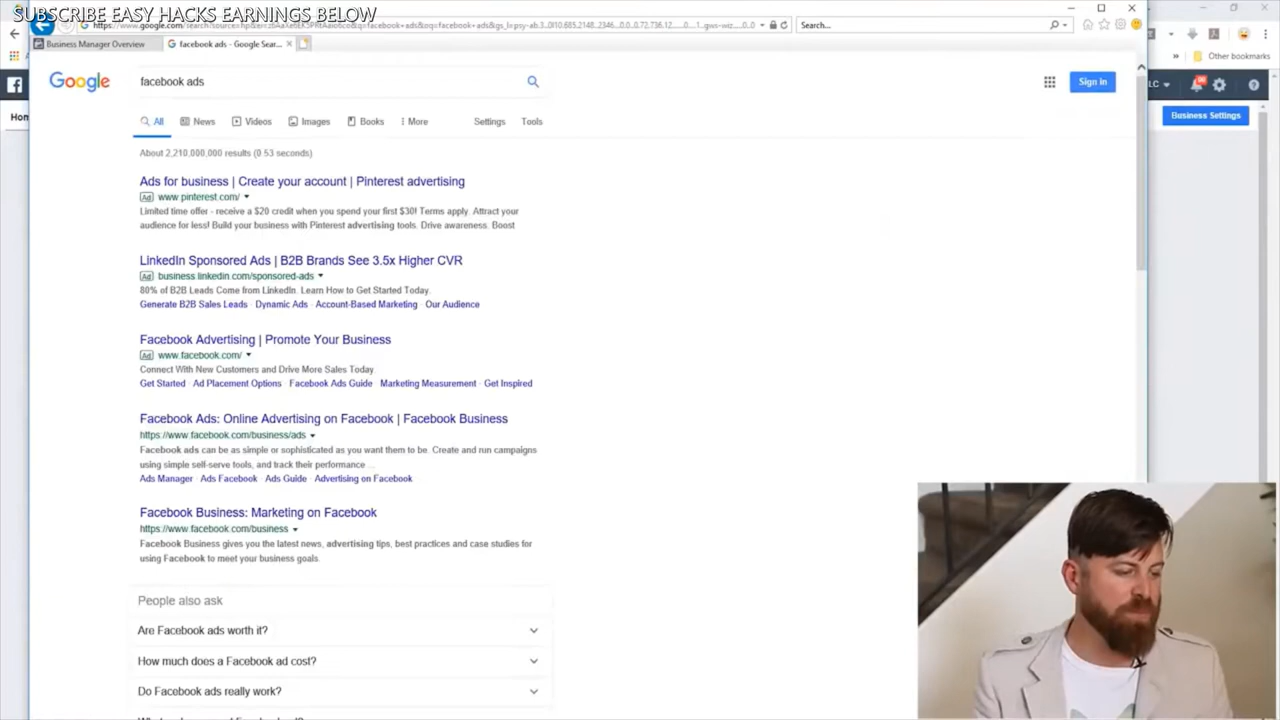 SUBSCRIBE EASY HACKS EARNINGS BELOW
Search...
Business Manager Overview
facebook ads - Google Sear...
Other bookmarks
Google
facebook ads
Sign in
LC
Hom
Business Settings
All News Videos Images Books More Settings Tools
About 2,210,000,000 results (0.53 seconds)
Ads for business | Create your account | Pinterest advertising
Ad www.pinterest.com/
Limited time offer - receive a $20 credit when you spend your first $30! Terms apply. Attract your
audience for less! Build your business with Pinterest advertising tools. Drive awareness. Boost
LinkedIn Sponsored Ads | B2B Brands See 3.5x Higher CVR
Ad business.linkedin.com/sponsored-ads
80% of B2B Leads Come from LinkedIn. Learn How to Get Started Today.
Generate B2B Sales Leads · Dynamic Ads · Account-Based Marketing · Our Audience
Facebook Advertising | Promote Your Business
Ad www.facebook.com/
Connect With New Customers and Drive More Sales Today
Get Started · Ad Placement Options · Facebook Ads Guide · Marketing Measurement · Get Inspired
Facebook Ads: Online Advertising on Facebook | Facebook Business
https://www.facebook.com/business/ads
Facebook ads can be as simple or sophisticated as you want them to be. Create and run campaigns
using simple self-serve tools, and track their performance ...
Ads Manager · Ads Facebook · Ads Guide · Advertising on Facebook
Facebook Business: Marketing on Facebook
https://www.facebook.com/business
Facebook Business gives you the latest news, advertising tips, best practices and case studies for
using Facebook to meet your business goals.
People also ask
Are Facebook ads worth it?
How much does a Facebook ad cost?
Do Facebook ads really work?